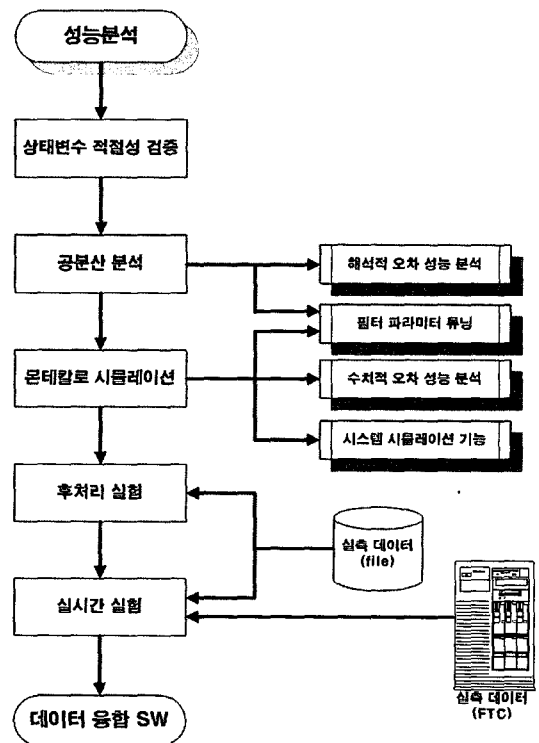 성능분석
상태변수 적절성 검증
공분산 분석
해석적 오차 성능 분석
필터 파라미터 튜닝
몬테칼로 시뮬레이션
수치적 오차 성능 분석
시스템 시뮬레이션 기능
후처리 실험
실측 데이터
(file)
실시간 실험
실측 데이터
(FTC)
데이터 융합 SW